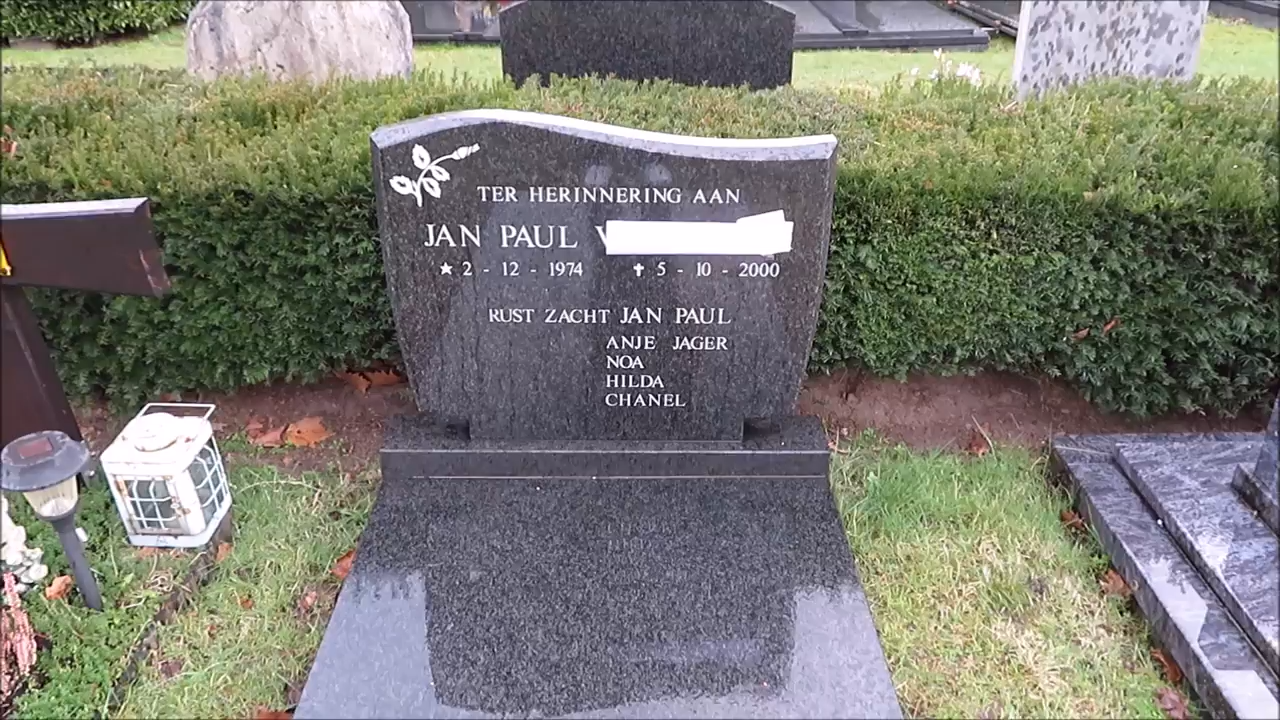 TER HERINNERING AAN
JAN PAUL
★ 2 - 12 - 1974 ✝ 5 - 10 - 2000
RUST ZACHT JAN PAUL
ANJE JAGER
NOA
HILDA
CHANEL